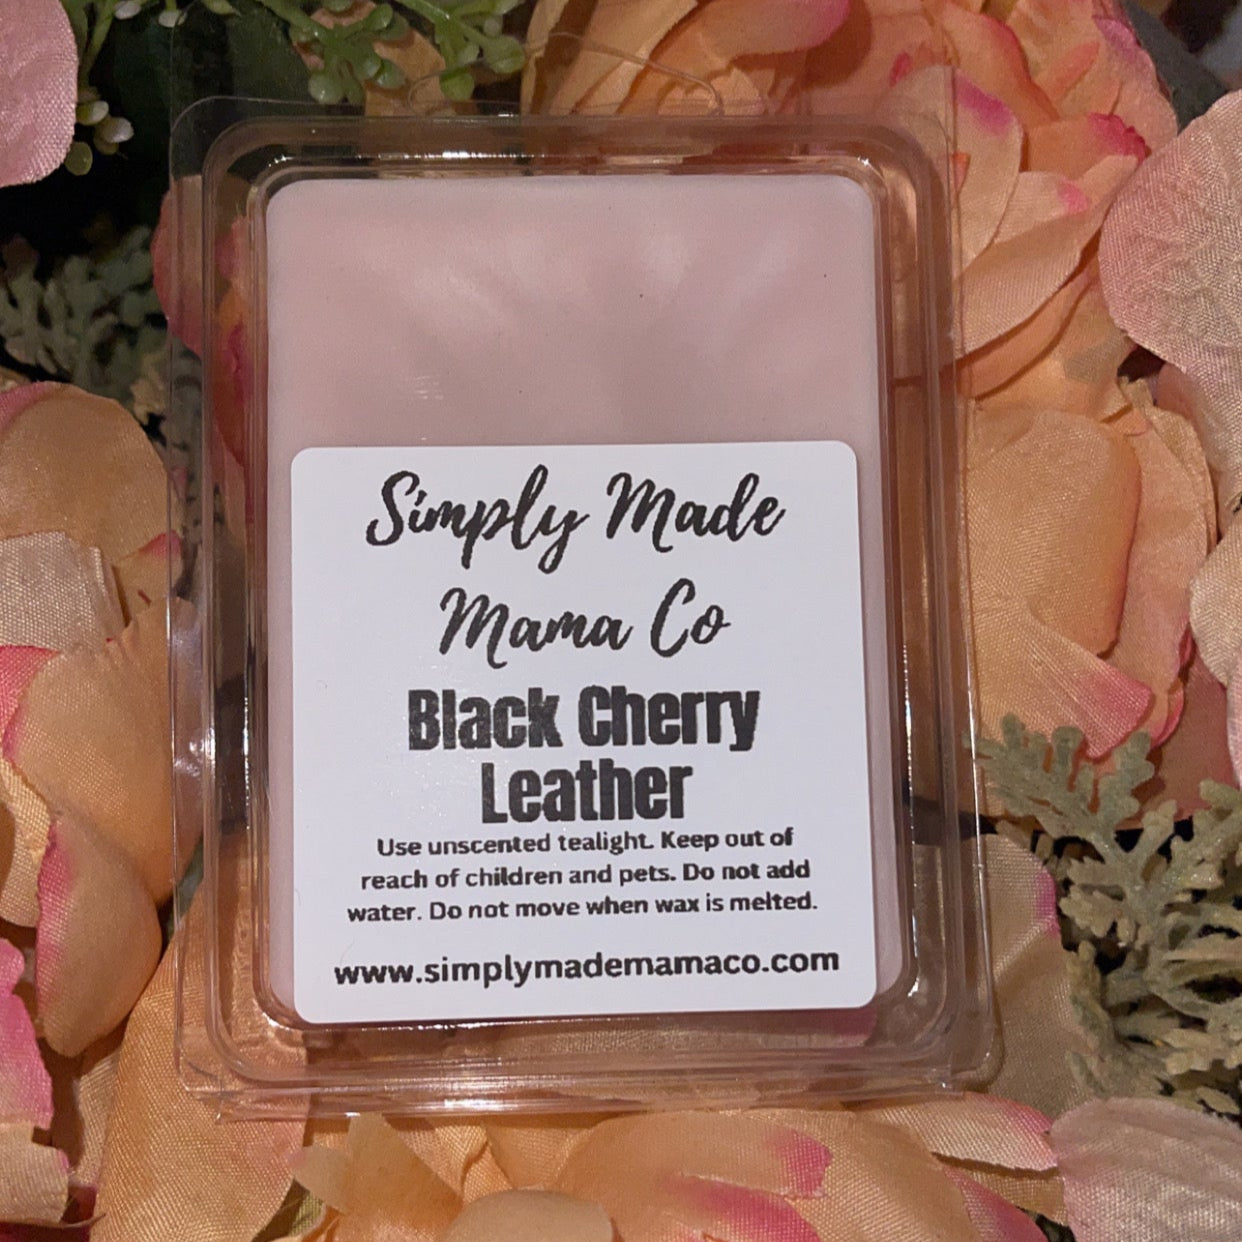 Simply Made
Mama Co
Black Cherry
Leather
Use unscented tealight. Keep out of
reach of children and pets. Do not add
water. Do not move when wax is melted.
www.simplymademamaco.com